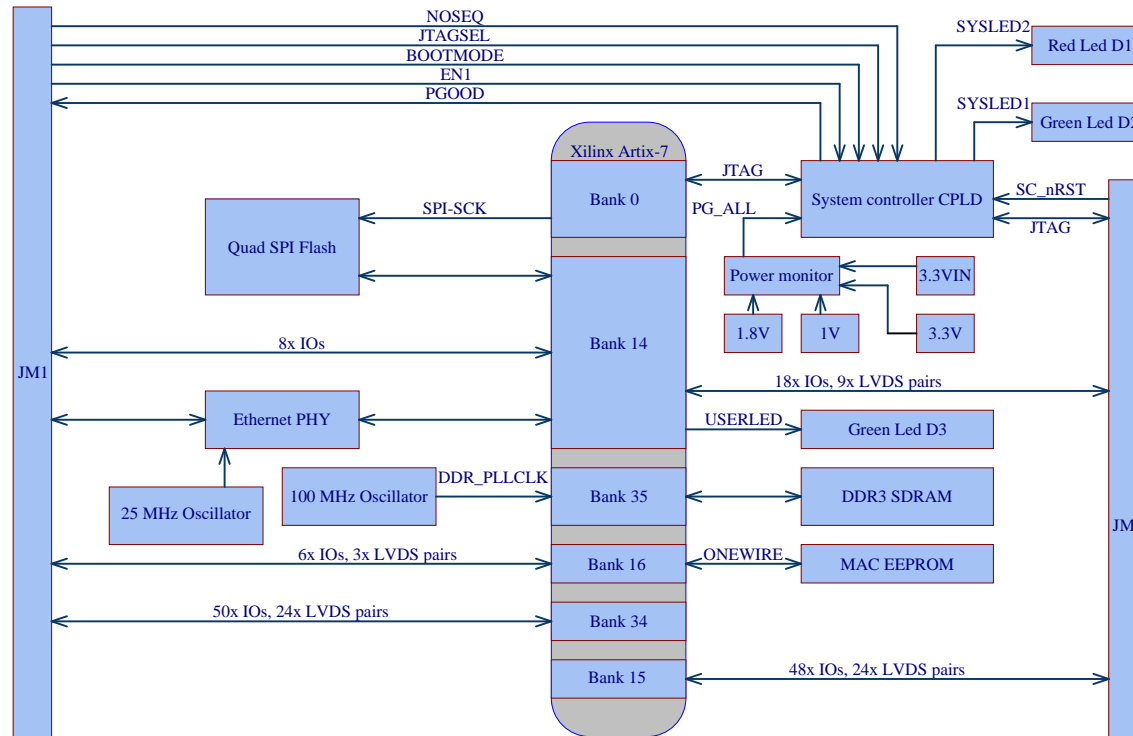 NOSEQ
JTAGSEL
BOOTMODE
EN1
PGOOD
SYSLED2
Red Led D1
SYSLED1
Green Led D2
Xilinx Artix-7
Bank 0
JTAG
System controller CPLD
SC_nRST
JTAG
SPI-SCK
PG_ALL
Quad SPI Flash
Power monitor
3.3VIN
1.8V
1V
3.3V
Bank 14
8x IOs
JM1
18x IOs, 9x LVDS pairs
Ethernet PHY
USERLED
Green Led D3
DDR_PLLCLK
25 MHz Oscillator
100 MHz Oscillator
Bank 35
DDR3 SDRAM
JM
6x IOs, 3x LVDS pairs
Bank 16
ONEWIRE
MAC EEPROM
50x IOs, 24x LVDS pairs
Bank 34
Bank 15
48x IOs, 24x LVDS pairs